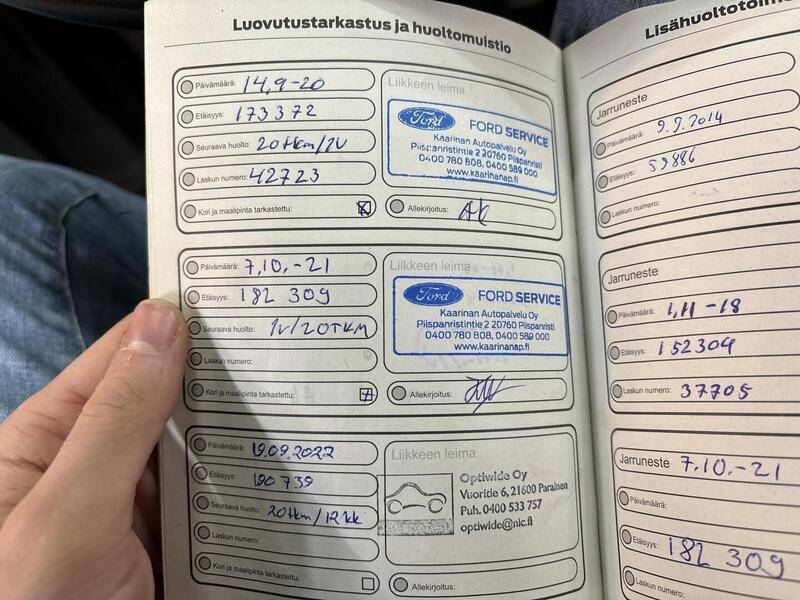 Luovutustarkastus ja huoltomuistio
Päivämäärä: 14,9-20
Etäisyys: 173372
Seuraava huolto: 20tkm/1V
Laskun numero: 42723
Kori ja maalipinta tarkastettu:
Liikkeen leima
Ford FORD SERVICE
Kaarinan Autopalvelu Oy
Piispanristintie 2 20760 Piispanristi
0400 780 808, 0400 589 000
www.kaarinanap.fi
Allekirjoitus:
Päivämäärä: 7,10.-21
Etäisyys: 182 309
Seuraava huolto: 1v/20TKM
Laskun numero:
Kori ja maalipinta tarkastettu:
Liikkeen leima
Ford FORD SERVICE
Kaarinan Autopalvelu Oy
Piispanristintie 2 20760 Piispanristi
0400 780 808, 0400 589 000
www.kaarinanap.fi
Allekirjoitus:
Päivämäärä: 19.09.2022
Etäisyys: 190 739
Seuraava huolto: 20tkm/12kk
Laskun numero:
Kori ja maalipinta tarkastettu:
Liikkeen leima
Optiwide Oy
Vuoritie 6, 21600 Parainen
Puh. 0400 533 757
optiwide@nic.fi
Allekirjoitus:
Jarruneste
Päivämäärä: 9.9.2014
Etäisyys: 59886
Laskun numero:
Jarruneste
Päivämäärä: 1,11-18
Etäisyys: 152304
Laskun numero: 37705
Jarruneste 7,10.-21
Päivämäärä:
Etäisyys: 182 309
Laskun numero: